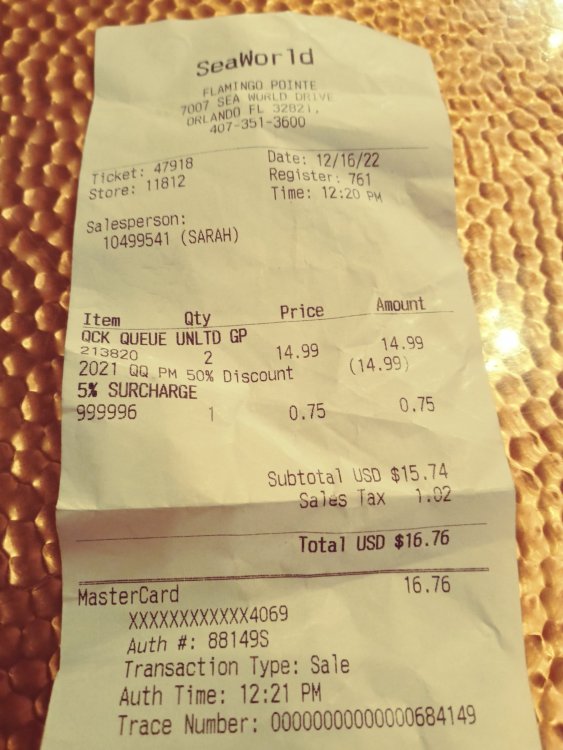 SeaWorld
FLAMINGO POINTE
7007 SEA WORLD DRIVE
ORLANDO FL 32821,
407-351-3600
Ticket: 47918 Date: 12/16/22
Store: 11812 Register: 761
Time: 12:20 PM
Salesperson:
10499541 (SARAH)
Item Qty Price Amount
QCK QUEUE UNLTD GP
213820 2 14.99 14.99
2021 QQ PM 50% Discount (14.99)
5% SURCHARGE
999996 1 0.75 0.75
Subtotal USD $15.74
Sales Tax 1.02
Total USD $16.76
MasterCard 16.76
XXXXXXXXXXXX4069
Auth #: 88149S
Transaction Type: Sale
Auth Time: 12:21 PM
Trace Number: 00000000000000684149